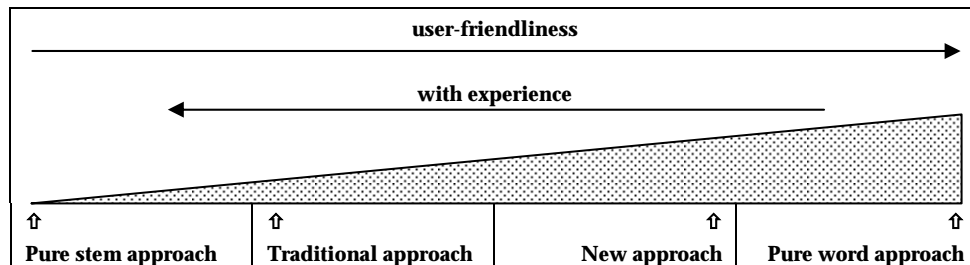 user-friendliness
with experience
Pure stem approach Traditional approach New approach Pure word approach